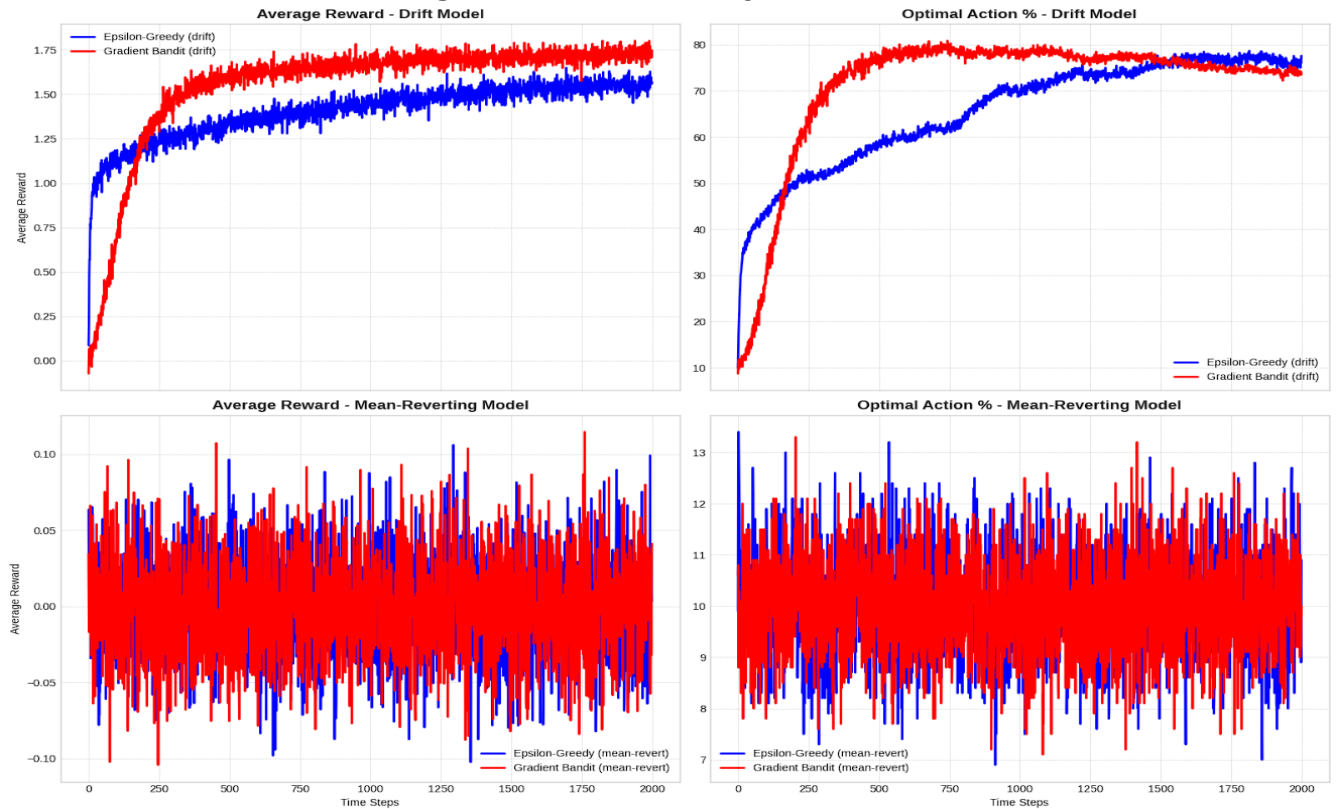 Average Reward - Drift Model
Epsilon-Greedy (drift)
Gradient Bandit (drift)
1.75
1.50
1.25
1.00
0.75
0.50
0.25
0.00
Average Reward
Optimal Action % - Drift Model
80
70
60
50
40
30
20
10
Epsilon-Greedy (drift)
Gradient Bandit (drift)
Average Reward - Mean-Reverting Model
0.10
0.05
0.00
−0.05
−0.10
Average Reward
Epsilon-Greedy (mean-revert)
Gradient Bandit (mean-revert)
0 250 500 750 1000 1250 1500 1750 2000
Time Steps
Optimal Action % - Mean-Reverting Model
13
12
11
10
9
8
7
Epsilon-Greedy (mean-revert)
Gradient Bandit (mean-revert)
0 250 500 750 1000 1250 1500 1750 2000
Time Steps